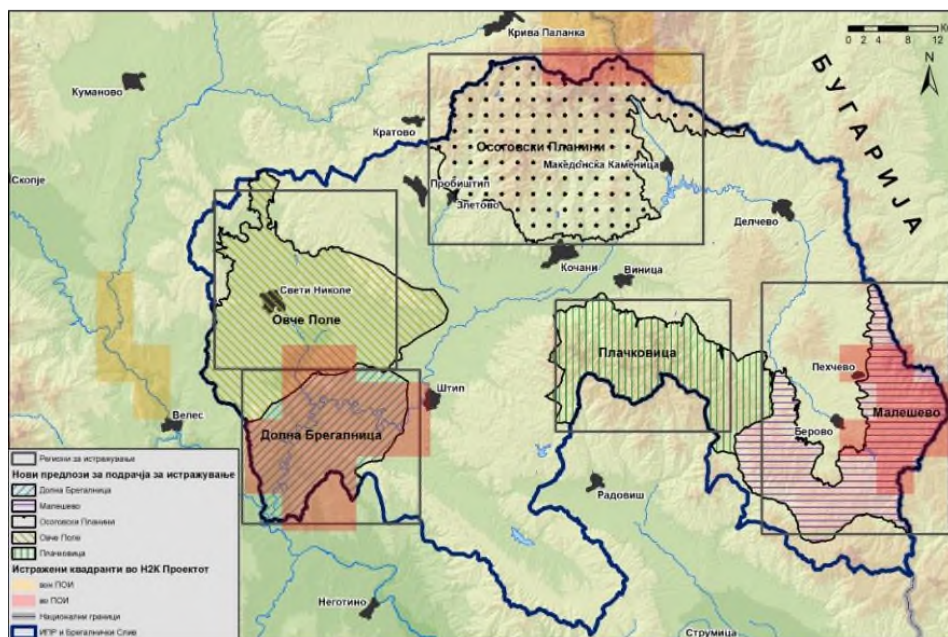 Крива Паланка
Км
0 2 4 8 12
N
БУГАРИЈА
Куманово
Кратово
Осоговски Планини
Македонска Каменица
Скопје
Пробиштип
Злетово
Делчево
Кочани
Виница
Свети Николе
Овче Поле
Плачковица
Пехчево
Малешево
Штип
Берово
Велес
Долна Брегалница
Радовиш
Неготино
Струмица
Региони за истражување
Нови предлози за подрачја за истражување
Долна Брегалница
Малешево
Осоговски Планини
Овче Поле
Плачковица
Истражени квадранти во Н2К Проектот
вон ПОИ
во ПОИ
Национални граници
ИПР и Брегалнички Слив